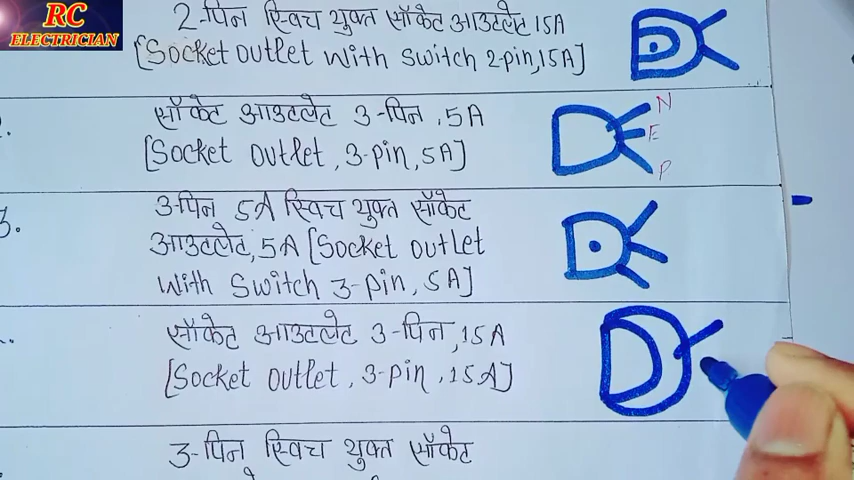 RC
ELECTRICIAN
2-पिन स्विच युक्त सॉकेट आउटलेट 15A
[Socket outlet with switch 2-pin, 15A]
2.
सॉकेट आउटलेट 3-पिन, 5A
[Socket outlet, 3-pin, 5A]
N
E
P
3.
3-पिन 5A स्विच युक्त सॉकेट
आउटलेट, 5A [Socket outlet
with switch 3-pin, 5A]
सॉकेट आउटलेट 3-पिन, 15A
[Socket outlet, 3-pin, 15A]
3-पिन स्विच युक्त सॉकेट